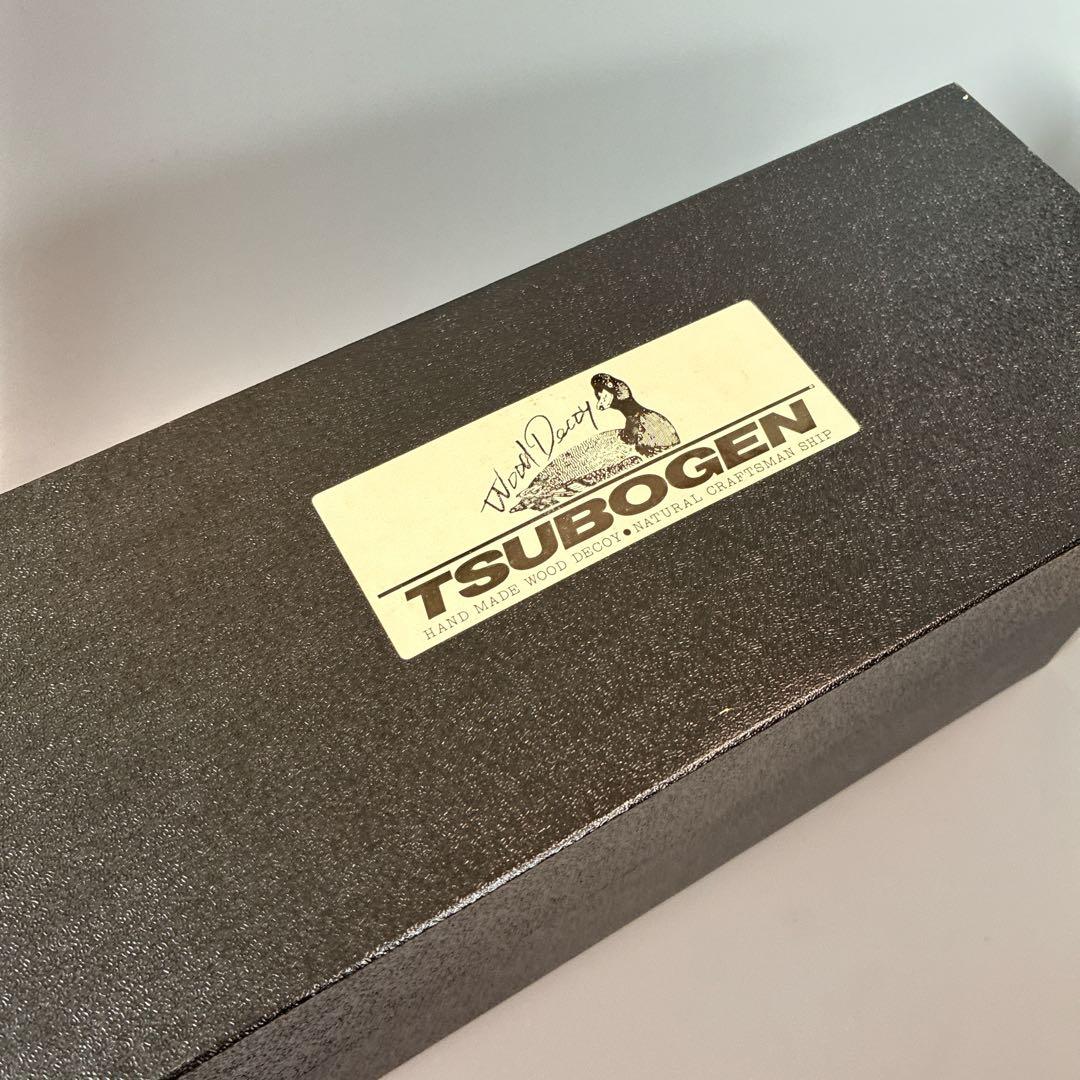 Wood Decoy
TSUBOGEN
HAND MADE WOOD DECOY●NATURAL CRAFTSMAN SHIP